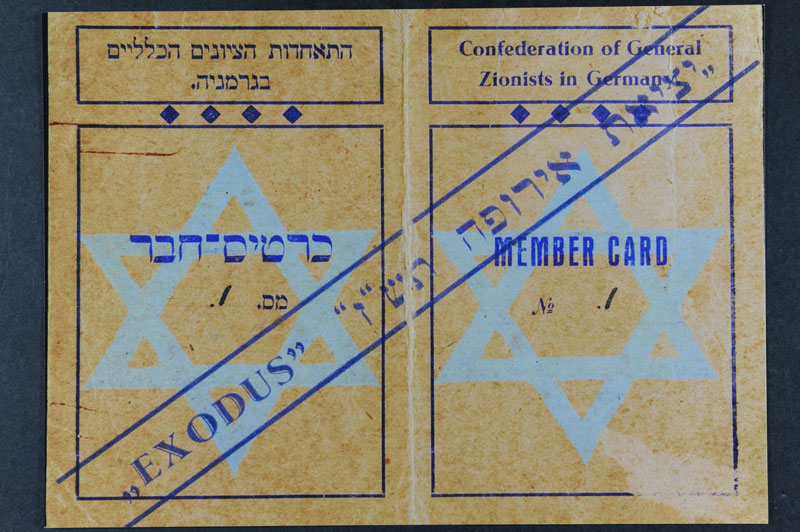 התאחדות הציונים הכלליים
בגרמניה.
כרטיס-חבר
מס. 1.
Confederation of General
Zionists in Germany
MEMBER CARD
№ 1.
„EXODUS” „יציאת אירופה תש"ז”